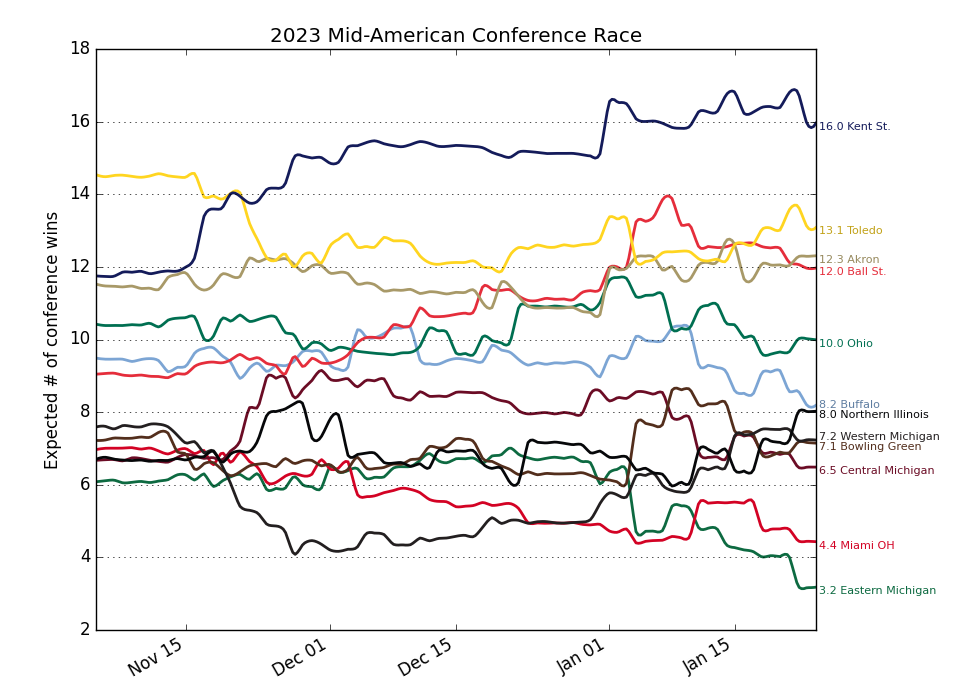 2023 Mid-American Conference Race
Expected # of conference wins
18
16
14
12
10
8
6
4
2
16.0 Kent St.
13.1 Toledo
12.3 Akron
12.0 Ball St.
10.0 Ohio
8.2 Buffalo
8.0 Northern Illinois
7.2 Western Michigan
7.1 Bowling Green
6.5 Central Michigan
4.4 Miami OH
3.2 Eastern Michigan
Nov 15
Dec 01
Dec 15
Jan 01
Jan 15